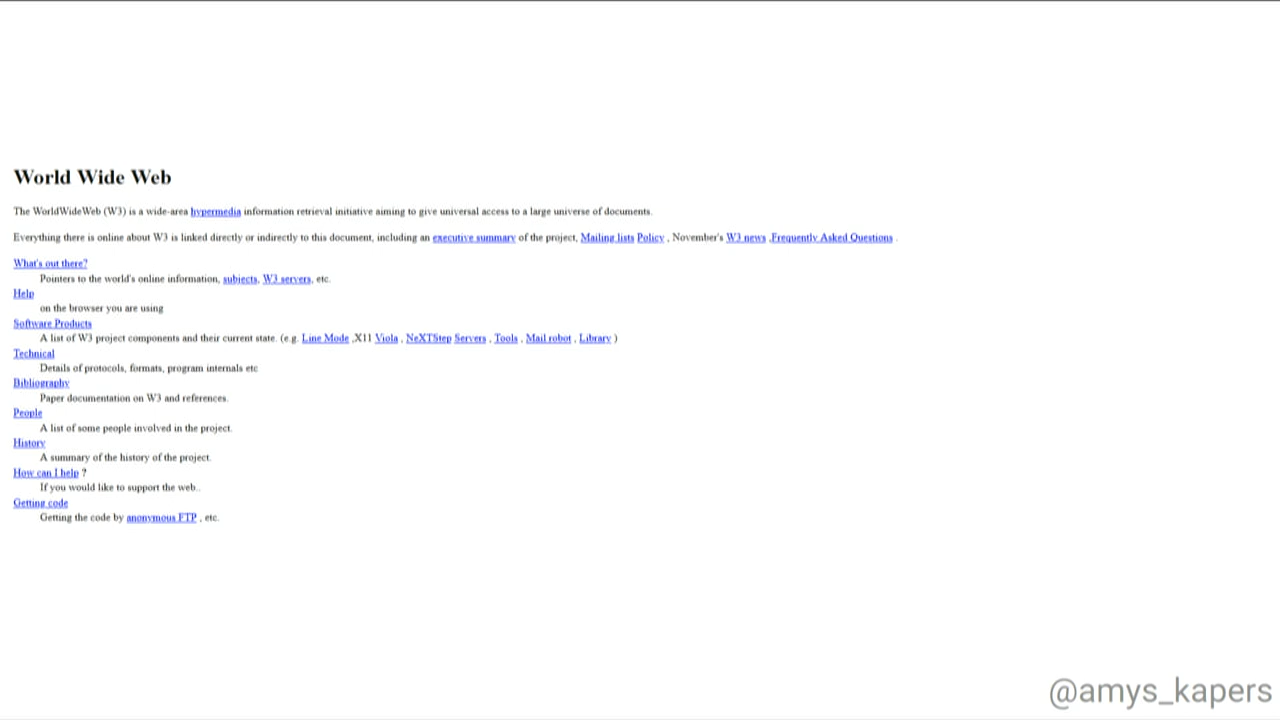 World Wide Web
The WorldWideWeb (W3) is a wide-area hypermedia information retrieval initiative aiming to give universal access to a large universe of documents.
Everything there is online about W3 is linked directly or indirectly to this document, including an executive summary of the project, Mailing lists Policy , November's W3 news ,Frequently Asked Questions .
What's out there?
Pointers to the world's online information, subjects, W3 servers, etc.
Help
on the browser you are using
Software Products
A list of W3 project components and their current state. (e.g. Line Mode ,X11 Viola , NeXTStep Servers , Tools , Mail robot , Library )
Technical
Details of protocols, formats, program internals etc
Bibliography
Paper documentation on W3 and references.
People
A list of some people involved in the project.
History
A summary of the history of the project.
How can I help ?
If you would like to support the web..
Getting code
Getting the code by anonymous FTP , etc.
@amys_kapers